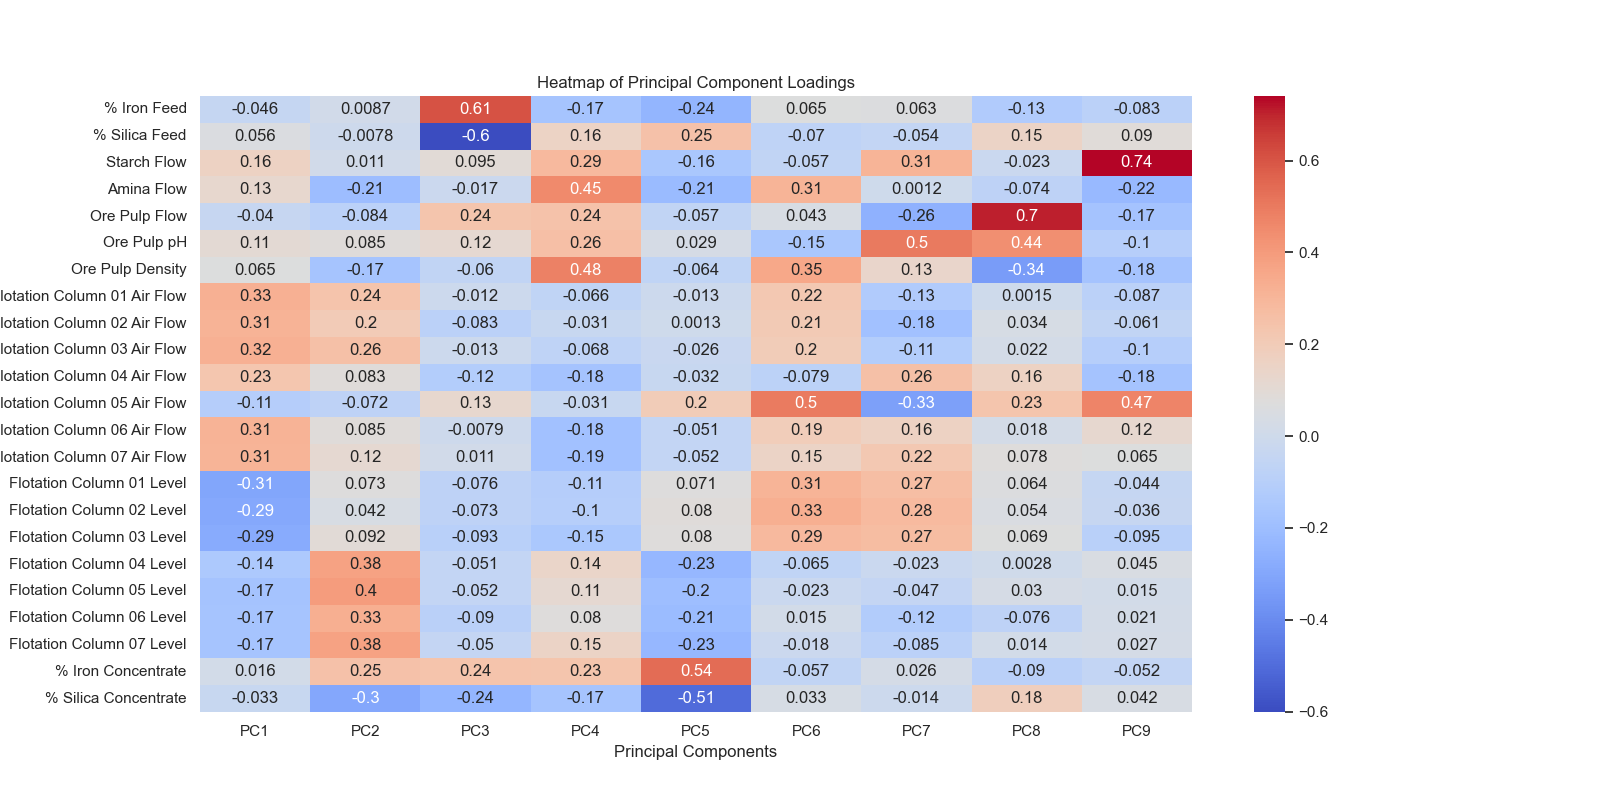 Heatmap of Principal Component Loadings
% Iron Feed -0.046 0.0087 0.61 -0.17 -0.24 0.065 0.063 -0.13 -0.083
% Silica Feed 0.056 -0.0078 -0.6 0.16 0.25 -0.07 -0.054 0.15 0.09
Starch Flow 0.16 0.011 0.095 0.29 -0.16 -0.057 0.31 -0.023 0.74
Amina Flow 0.13 -0.21 -0.017 0.45 -0.21 0.31 0.0012 -0.074 -0.22
Ore Pulp Flow -0.04 -0.084 0.24 0.24 -0.057 0.043 -0.26 0.7 -0.17
Ore Pulp pH 0.11 0.085 0.12 0.26 0.029 -0.15 0.5 0.44 -0.1
Ore Pulp Density 0.065 -0.17 -0.06 0.48 -0.064 0.35 0.13 -0.34 -0.18
lotation Column 01 Air Flow 0.33 0.24 -0.012 -0.066 -0.013 0.22 -0.13 0.0015 -0.087
lotation Column 02 Air Flow 0.31 0.2 -0.083 -0.031 0.0013 0.21 -0.18 0.034 -0.061
lotation Column 03 Air Flow 0.32 0.26 -0.013 -0.068 -0.026 0.2 -0.11 0.022 -0.1
lotation Column 04 Air Flow 0.23 0.083 -0.12 -0.18 -0.032 -0.079 0.26 0.16 -0.18
lotation Column 05 Air Flow -0.11 -0.072 0.13 -0.031 0.2 0.5 -0.33 0.23 0.47
lotation Column 06 Air Flow 0.31 0.085 -0.0079 -0.18 -0.051 0.19 0.16 0.018 0.12
lotation Column 07 Air Flow 0.31 0.12 0.011 -0.19 -0.052 0.15 0.22 0.078 0.065
Flotation Column 01 Level -0.31 0.073 -0.076 -0.11 0.071 0.31 0.27 0.064 -0.044
Flotation Column 02 Level -0.29 0.042 -0.073 -0.1 0.08 0.33 0.28 0.054 -0.036
Flotation Column 03 Level -0.29 0.092 -0.093 -0.15 0.08 0.29 0.27 0.069 -0.095
Flotation Column 04 Level -0.14 0.38 -0.051 0.14 -0.23 -0.065 -0.023 0.0028 0.045
Flotation Column 05 Level -0.17 0.4 -0.052 0.11 -0.2 -0.023 -0.047 0.03 0.015
Flotation Column 06 Level -0.17 0.33 -0.09 0.08 -0.21 0.015 -0.12 -0.076 0.021
Flotation Column 07 Level -0.17 0.38 -0.05 0.15 -0.23 -0.018 -0.085 0.014 0.027
% Iron Concentrate 0.016 0.25 0.24 0.23 0.54 -0.057 0.026 -0.09 -0.052
% Silica Concentrate -0.033 -0.3 -0.24 -0.17 -0.51 0.033 -0.014 0.18 0.042
PC1 PC2 PC3 PC4 PC5 PC6 PC7 PC8 PC9
Principal Components
0.6
0.4
0.2
0.0
−0.2
−0.4
−0.6